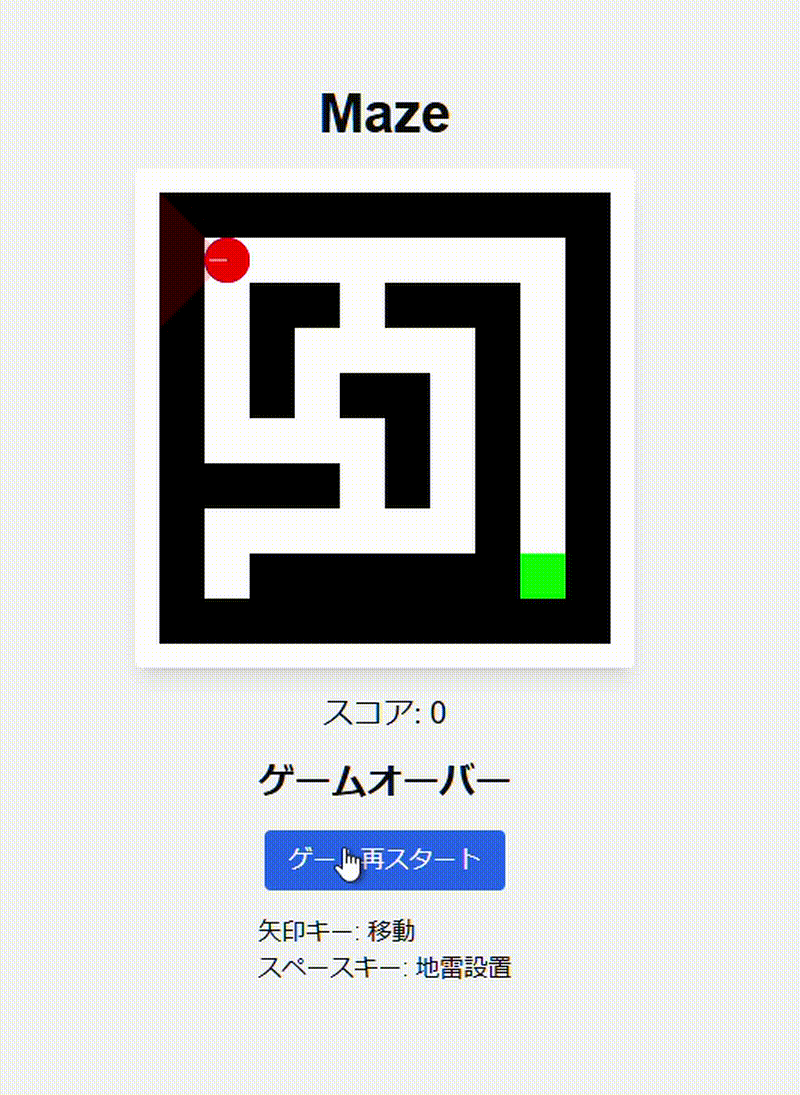 Maze
スコア: 0
ゲームオーバー
ゲー 再スタート
矢印キー: 移動
スペースキー: 地雷設置